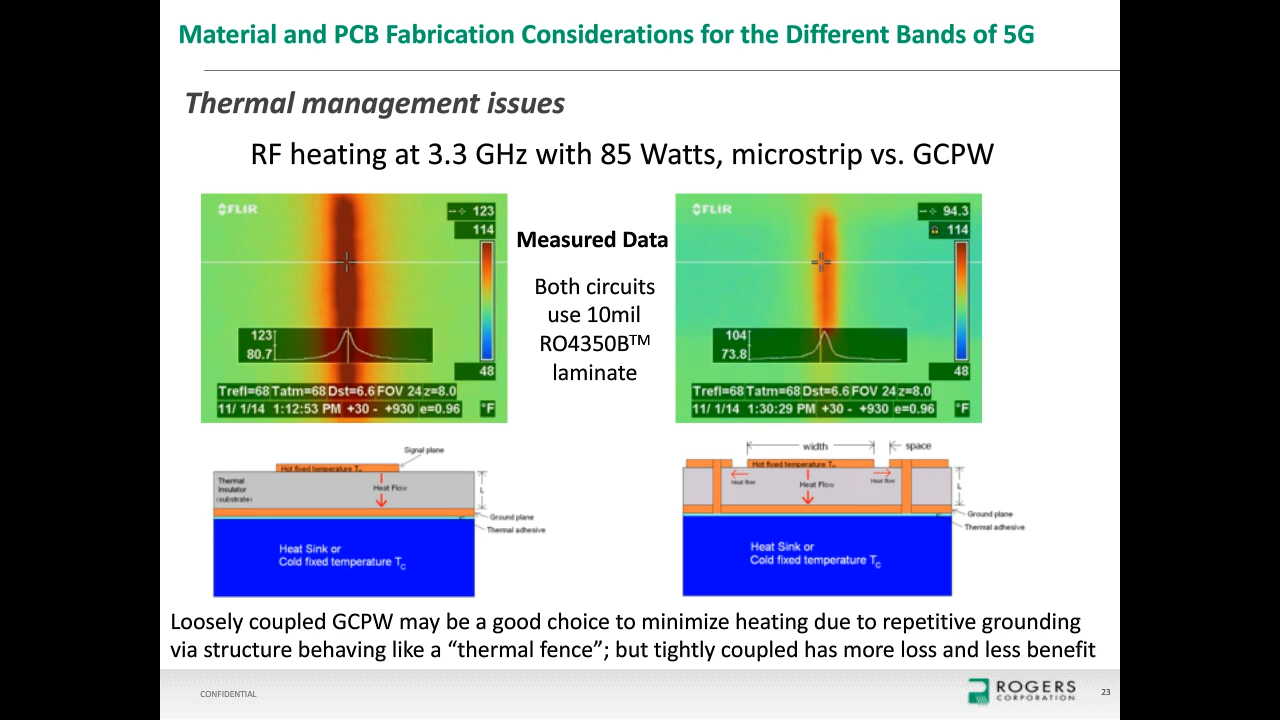 Material and PCB Fabrication Considerations for the Different Bands of 5G
Thermal management issues
RF heating at 3.3 GHz with 85 Watts, microstrip vs. GCPW
FLIR
123
114
123
80.7
48
Trefl=68 Tatm=68 Dst=6.6 FOV 24 z=8.0
11/ 1/14 1:12:53 PM +30 - +930 e=0.96 °F
Measured Data
Both circuits
use 10mil
RO4350B™
laminate
FLIR
94.3
114
104
73.8
48
Trefl=68 Tatm=68 Dst=6.6 FOV 24 z=8.0
11/ 1/14 1:30:29 PM +30 - +930 e=0.96 °F
Signal plane
Hot fixed temperature T
Thermal
Insulator
(substrate)
Heat Flow
L
Ground plane
Thermal adhesive
Heat Sink or
Cold fixed temperature TC
width
space
Hot fixed temperature T
Heat flow
Heat Flow
Heat flow
L
Ground plane
Thermal adhesive
Heat Sink or
Cold fixed temperature TC
Loosely coupled GCPW may be a good choice to minimize heating due to repetitive grounding
via structure behaving like a “thermal fence”; but tightly coupled has more loss and less benefit
CONFIDENTIAL
ROGERS
CORPORATION
23